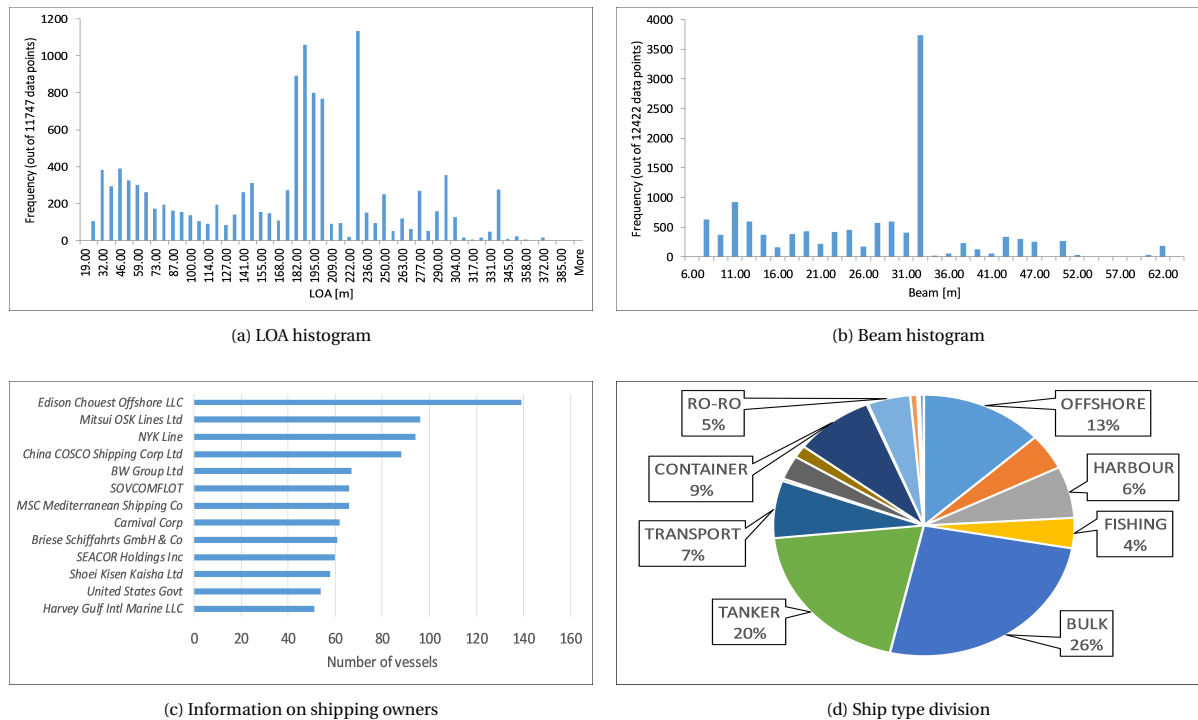 1200
1000
800
600
400
200
0
Frequency (out of 11747 data points)
19.00 32.00 46.00 59.00 73.00 87.00 100.00 114.00 127.00 141.00 155.00 168.00 182.00 195.00 209.00 222.00 236.00 250.00 263.00 277.00 290.00 304.00 317.00 331.00 345.00 358.00 372.00 385.00 More
LOA [m]
(a) LOA histogram
4000
3500
3000
2500
2000
1500
1000
500
0
Frequency (out of 12422 data points)
6.00 11.00 16.00 21.00 26.00 31.00 36.00 41.00 47.00 52.00 57.00 62.00
Beam [m]
(b) Beam histogram
Edison Chouest Offshore LLC
Mitsui OSK Lines Ltd
NYK Line
China COSCO Shipping Corp Ltd
BW Group Ltd
SOVCOMFLOT
MSC Mediterranean Shipping Co
Carnival Corp
Briese Schiffahrts GmbH & Co
SEACOR Holdings Inc
Shoei Kisen Kaisha Ltd
United States Govt
Harvey Gulf Intl Marine LLC
0 20 40 60 80 100 120 140 160
Number of vessels
(c) Information on shipping owners
RO-RO
5%
OFFSHORE
13%
CONTAINER
9%
HARBOUR
6%
TRANSPORT
7%
FISHING
4%
TANKER
20%
BULK
26%
(d) Ship type division